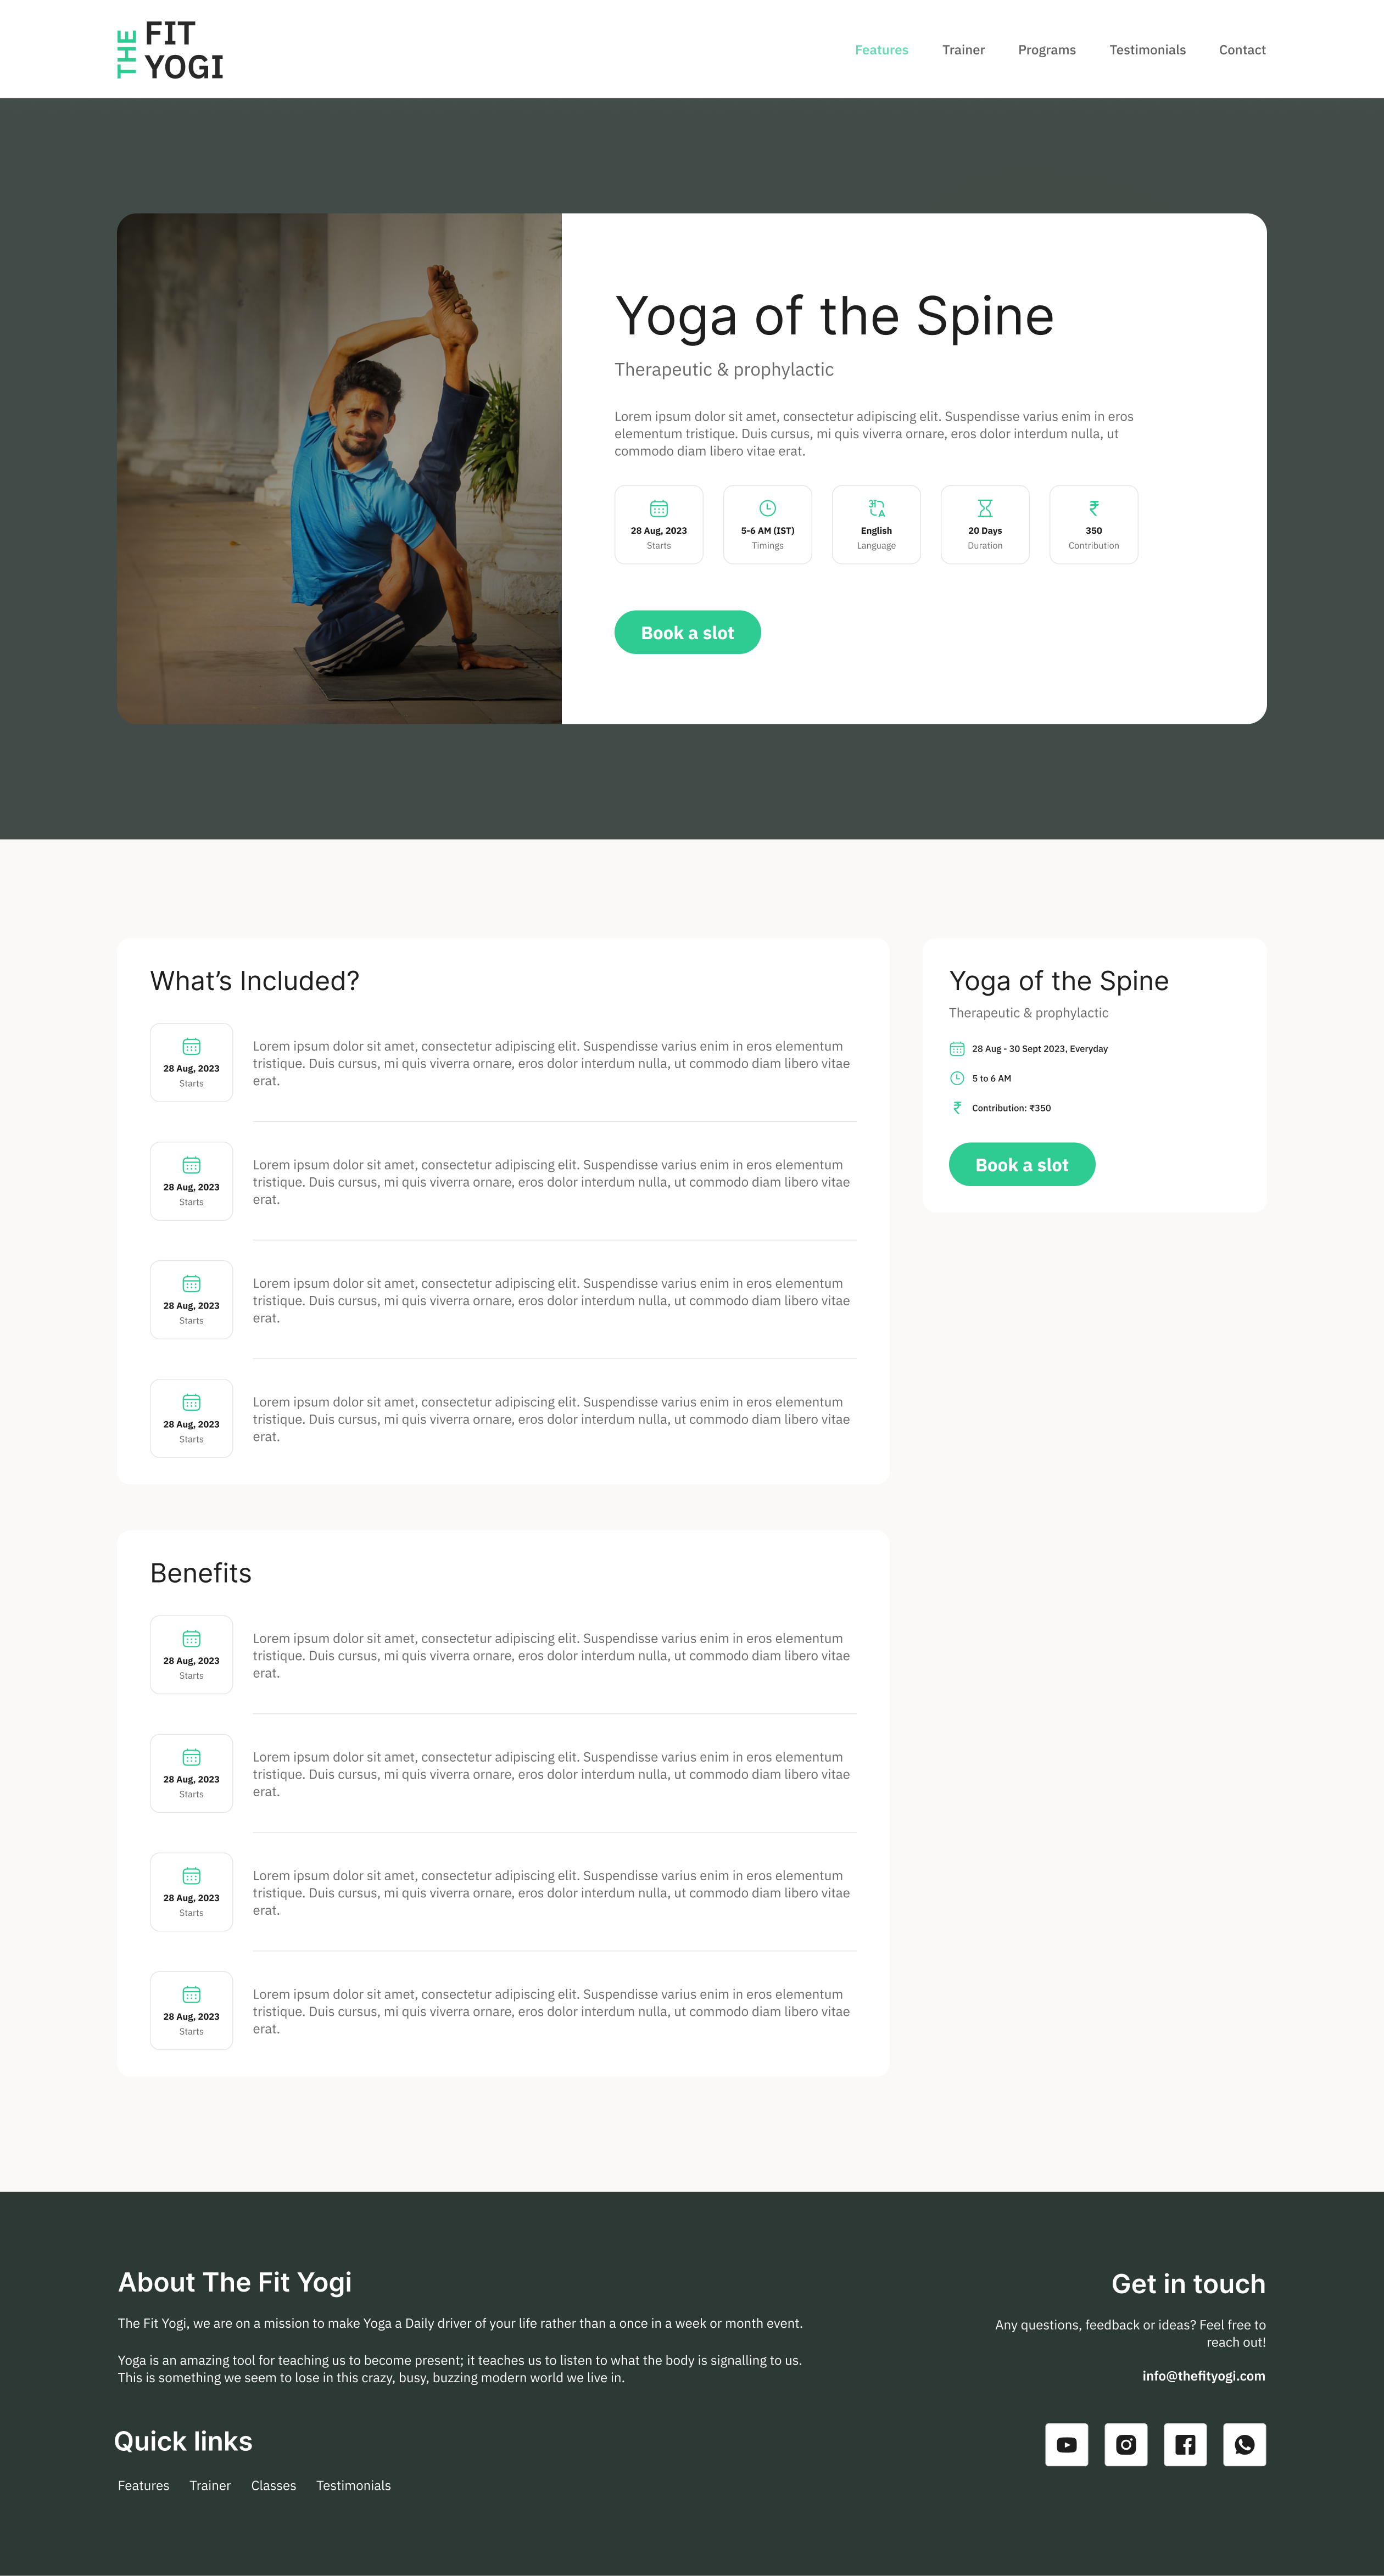 THE
FIT
YOGI
Features Trainer Programs Testimonials Contact
Yoga of the Spine
Therapeutic & prophylactic
Lorem ipsum dolor sit amet, consectetur adipiscing elit. Suspendisse varius enim in eros
elementum tristique. Duis cursus, mi quis viverra ornare, eros dolor interdum nulla, ut
commodo diam libero vitae erat.
28 Aug, 2023
Starts
5-6 AM (IST)
Timings
English
Language
20 Days
Duration
₹
350
Contribution
Book a slot
What's Included?
28 Aug, 2023
Starts
Lorem ipsum dolor sit amet, consectetur adipiscing elit. Suspendisse varius enim in eros elementum
tristique. Duis cursus, mi quis viverra ornare, eros dolor interdum nulla, ut commodo diam libero vitae
erat.
28 Aug, 2023
Starts
Lorem ipsum dolor sit amet, consectetur adipiscing elit. Suspendisse varius enim in eros elementum
tristique. Duis cursus, mi quis viverra ornare, eros dolor interdum nulla, ut commodo diam libero vitae
erat.
28 Aug, 2023
Starts
Lorem ipsum dolor sit amet, consectetur adipiscing elit. Suspendisse varius enim in eros elementum
tristique. Duis cursus, mi quis viverra ornare, eros dolor interdum nulla, ut commodo diam libero vitae
erat.
28 Aug, 2023
Starts
Lorem ipsum dolor sit amet, consectetur adipiscing elit. Suspendisse varius enim in eros elementum
tristique. Duis cursus, mi quis viverra ornare, eros dolor interdum nulla, ut commodo diam libero vitae
erat.
Yoga of the Spine
Therapeutic & prophylactic
28 Aug - 30 Sept 2023, Everyday
5 to 6 AM
₹ Contribution: ₹350
Book a slot
Benefits
28 Aug, 2023
Starts
Lorem ipsum dolor sit amet, consectetur adipiscing elit. Suspendisse varius enim in eros elementum
tristique. Duis cursus, mi quis viverra ornare, eros dolor interdum nulla, ut commodo diam libero vitae
erat.
28 Aug, 2023
Starts
Lorem ipsum dolor sit amet, consectetur adipiscing elit. Suspendisse varius enim in eros elementum
tristique. Duis cursus, mi quis viverra ornare, eros dolor interdum nulla, ut commodo diam libero vitae
erat.
28 Aug, 2023
Starts
Lorem ipsum dolor sit amet, consectetur adipiscing elit. Suspendisse varius enim in eros elementum
tristique. Duis cursus, mi quis viverra ornare, eros dolor interdum nulla, ut commodo diam libero vitae
erat.
28 Aug, 2023
Starts
Lorem ipsum dolor sit amet, consectetur adipiscing elit. Suspendisse varius enim in eros elementum
tristique. Duis cursus, mi quis viverra ornare, eros dolor interdum nulla, ut commodo diam libero vitae
erat.
About The Fit Yogi
The Fit Yogi, we are on a mission to make Yoga a Daily driver of your life rather than a once in a week or month event.
Yoga is an amazing tool for teaching us to become present; it teaches us to listen to what the body is signalling to us.
This is something we seem to lose in this crazy, busy, buzzing modern world we live in.
Quick links
Features Trainer Classes Testimonials
Get in touch
Any questions, feedback or ideas? Feel free to
reach out!
info@thefityogi.com